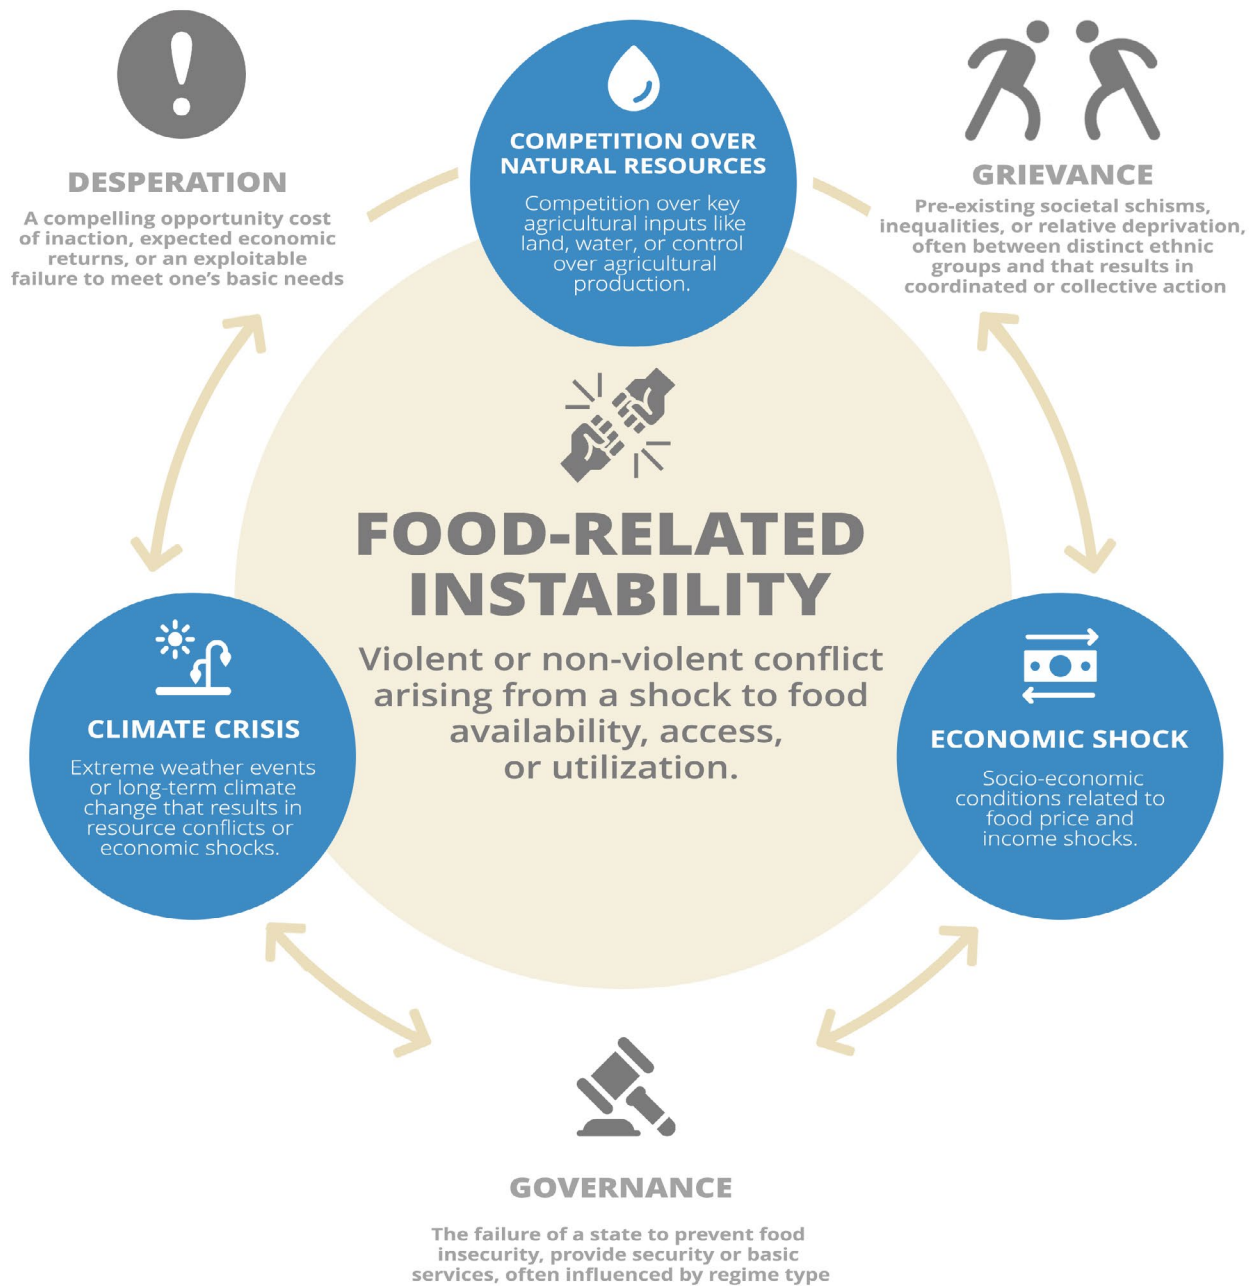 DESPERATION
A compelling opportunity cost
of inaction, expected economic
returns, or an exploitable
failure to meet one's basic needs
COMPETITION OVER
NATURAL RESOURCES
Competition over key
agricultural inputs like
land, water, or control
over agricultural
production.
GRIEVANCE
Pre-existing societal schisms,
inequalities, or relative deprivation,
often between distinct ethnic
groups and that results in
coordinated or collective action
FOOD-RELATED
INSTABILITY
Violent or non-violent conflict
arising from a shock to food
availability, access,
or utilization.
CLIMATE CRISIS
Extreme weather events
or long-term climate
change that results in
resource conflicts or
economic shocks.
ECONOMIC SHOCK
Socio-economic
conditions related to
food price and
income shocks.
GOVERNANCE
The failure of a state to prevent food
insecurity, provide security or basic
services, often influenced by regime type